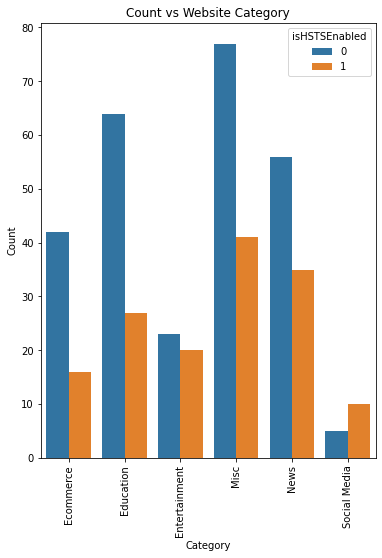 Count vs Website Category
isHSTSEnabled
0
1
80
70
60
50
40
30
20
10
0
Count
Ecommerce
Education
Entertainment
Misc
News
Social Media
Category